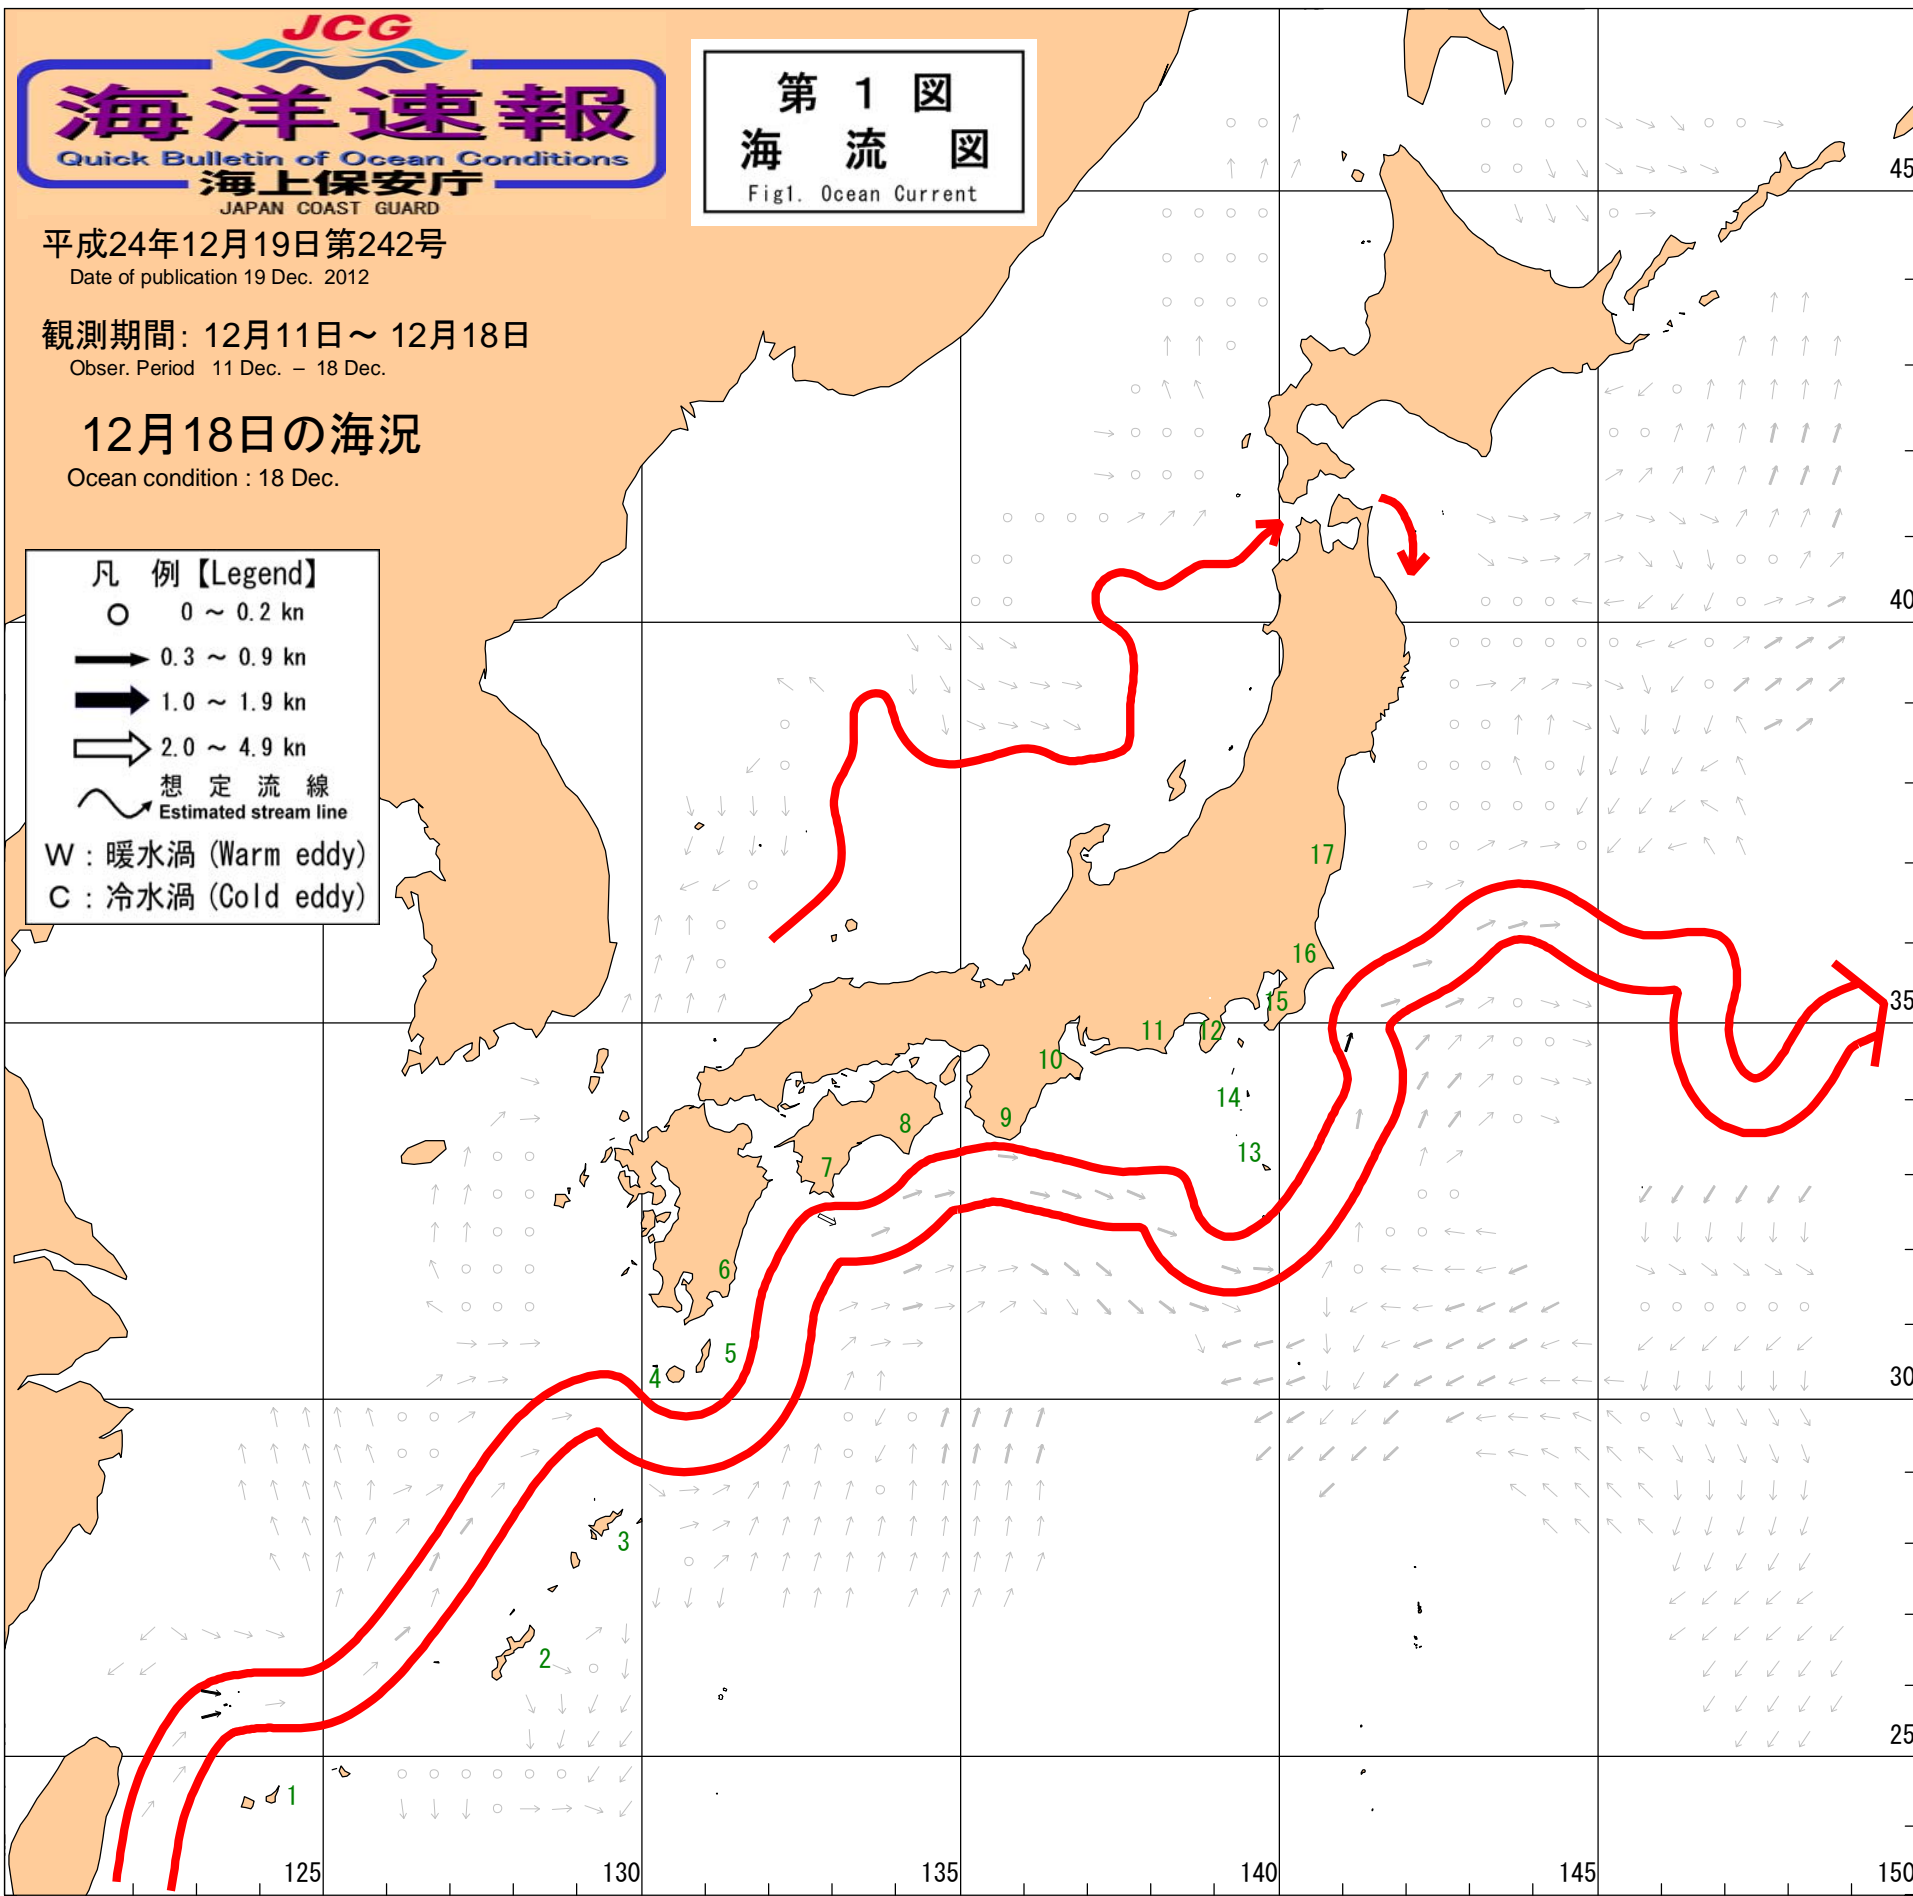 JCG
海洋速報
Quick Bulletin of Ocean Conditions
海上保安庁
JAPAN COAST GUARD
第 1 図
海 流 図
Fig1. Ocean Current
平成24年12月19日第242号
Date of publication 19 Dec. 2012
観測期間: 12月11日~ 12月18日
Obser. Period 11 Dec. – 18 Dec.
12月18日の海況
Ocean condition : 18 Dec.
凡 例【Legend】
0 ~ 0.2 kn
0.3 ~ 0.9 kn
1.0 ~ 1.9 kn
2.0 ~ 4.9 kn
想 定 流 線
Estimated stream line
W : 暖水渦 (Warm eddy)
C : 冷水渦 (Cold eddy)
45
40
17
16
15
35
11
12
10
14
9
8
13
7
6
5
4
30
3
2
25
1
125
130
135
140
145
150